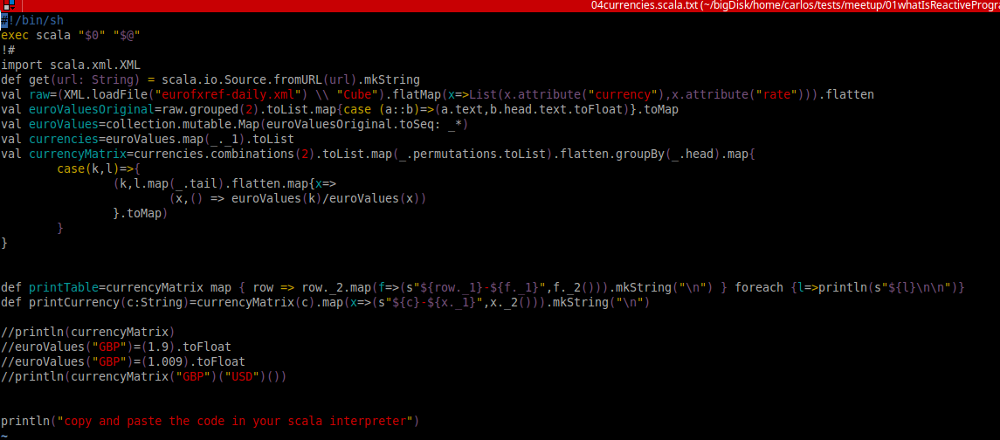 04currencies.scala.txt (~/bigDisk/home/carlos/tests/meetup/01whatIsReactiveProgra
#!/bin/sh
exec scala "$0" "$@"
!#
import scala.xml.XML
def get(url: String) = scala.io.Source.fromURL(url).mkString
val raw=(XML.loadFile("eurofxref-daily.xml") \\ "Cube").flatMap(x=>List(x.attribute("currency"),x.attribute("rate"))).flatten
val euroValuesOriginal=raw.grouped(2).toList.map{case (a::b)=>(a.text,b.head.text.toFloat)}.toMap
val euroValues=collection.mutable.Map(euroValuesOriginal.toSeq: _*)
val currencies=euroValues.map(_._1).toList
val currencyMatrix=currencies.combinations(2).toList.map(_.permutations.toList).flatten.groupBy(_.head).map{
        case(k,l)=>{
                (k,l.map(_.tail).flatten.map{x=>
                        (x,() => euroValues(k)/euroValues(x))
                }.toMap)
        }
}
def printTable=currencyMatrix map { row => row._2.map(f=>(s"${row._1}-${f._1}",f._2())).mkString("\n") } foreach {l=>println(s"${l}\n\n")}
def printCurrency(c:String)=currencyMatrix(c).map(x=>(s"${c}-${x._1}",x._2())).mkString("\n")
//println(currencyMatrix)
//euroValues("GBP")=(1.9).toFloat
//euroValues("GBP")=(1.009).toFloat
//println(currencyMatrix("GBP")("USD")())
println("copy and paste the code in your scala interpreter")
~